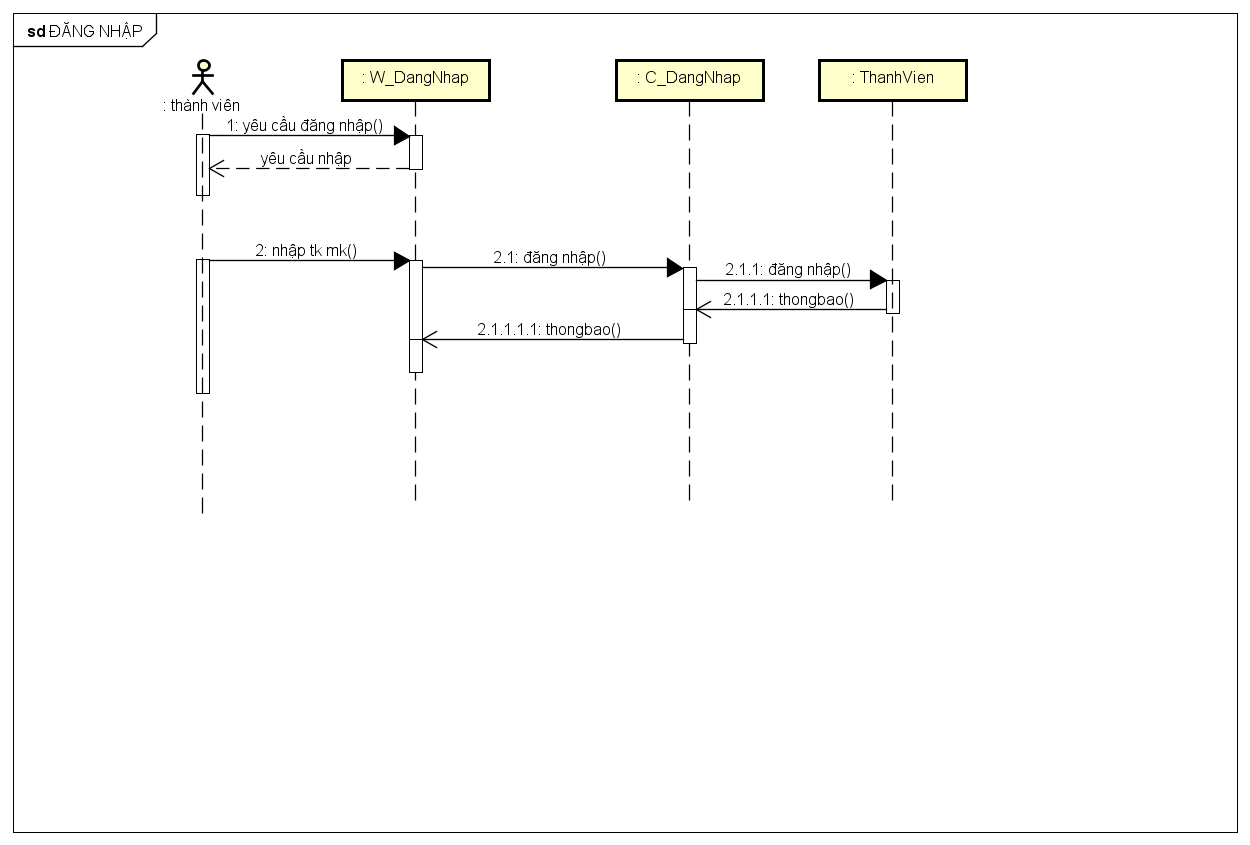 sd ĐĂNG NHẬP
: thành viên
: W_DangNhap
: C_DangNhap
: ThanhVien
1: yêu cầu đăng nhập()
yêu cầu nhập
2: nhập tk mk()
2.1: đăng nhập()
2.1.1: đăng nhập()
2.1.1.1: thongbao()
2.1.1.1.1: thongbao()